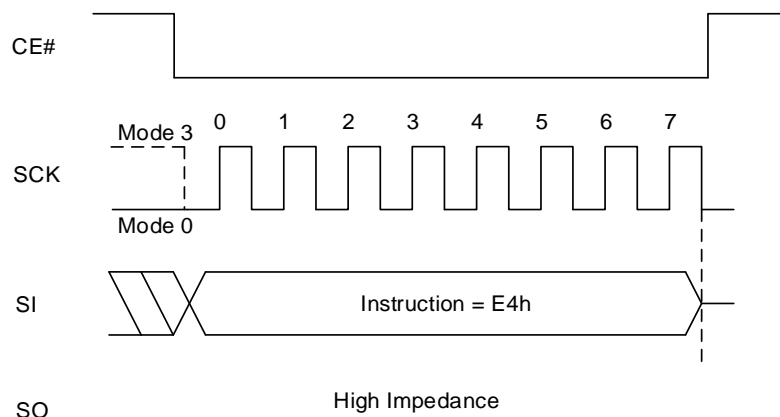 CE#
0 1 2 3 4 5 6 7
Mode 3
SCK
Mode 0
SI
Instruction = E4h
High Impedance
SO